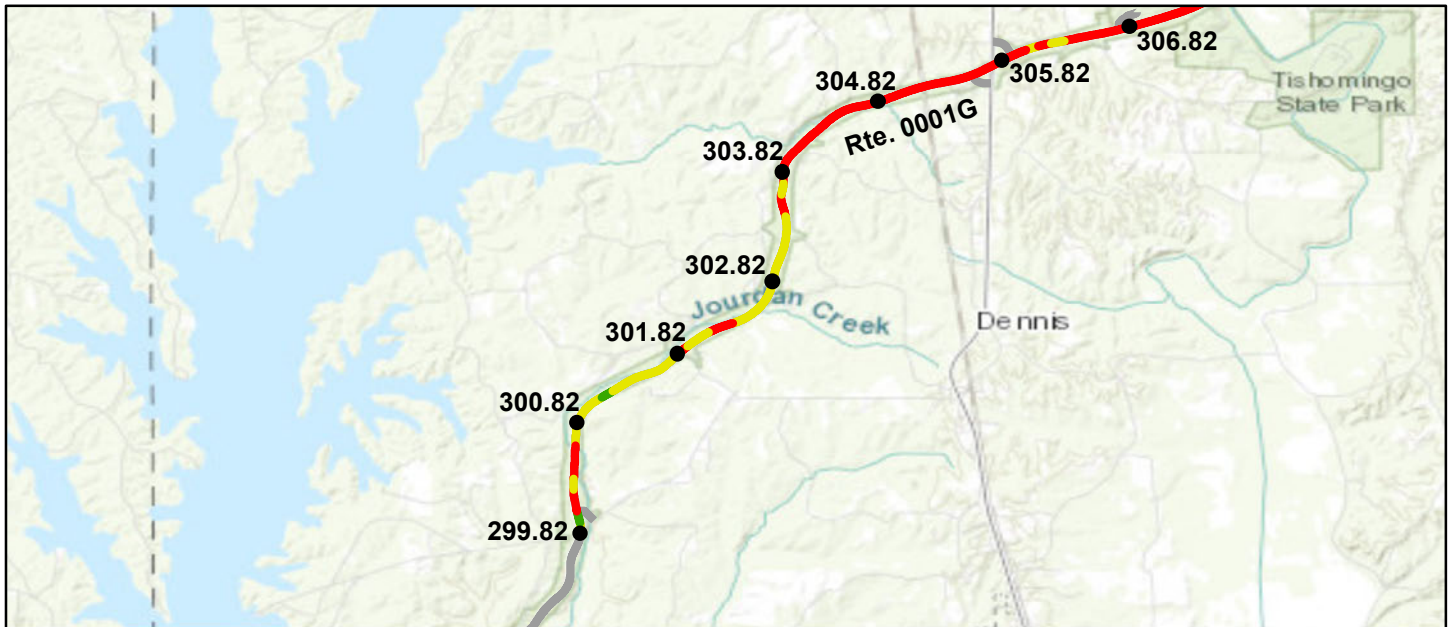 306.82
305.82
304.82
Tishomingo
State Park
Rte. 0001G
303.82
302.82
Jourdan Creek
301.82
Dennis
300.82
299.82